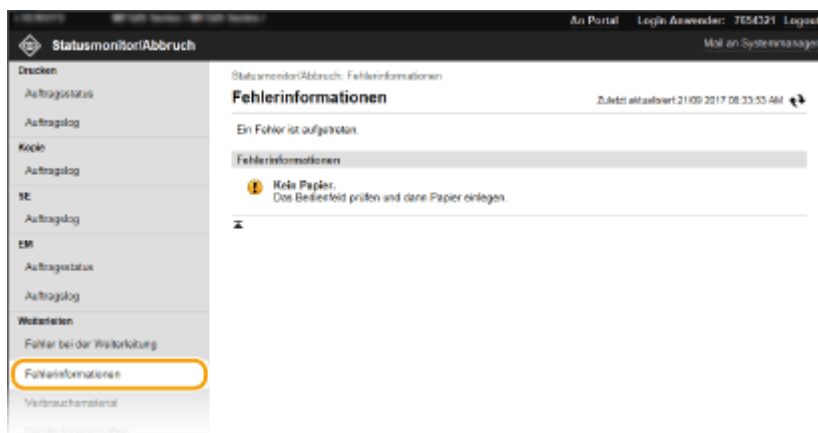 An Portal Login Anwender: 7654321 Logout
Statusmonitor/Abbruch
Mail an Systemmanager
Drucken
Auftragsstatus
Auftragslog
Kopie
Auftragslog
SE
Auftragslog
EM
Auftragsstatus
Auftragslog
Weiterleiten
Fehler bei der Weiterleitung
Fehlerinformationen
Verbrauchsmaterial
Statusmonitor/Abbruch: Fehlerinformationen
Fehlerinformationen
Zuletzt aktualisiert:21/09 2017 08:33:53 AM
Ein Fehler ist aufgetreten.
Fehlerinformationen
Kein Papier.
Das Bedienfeld prüfen und dann Papier einlegen.